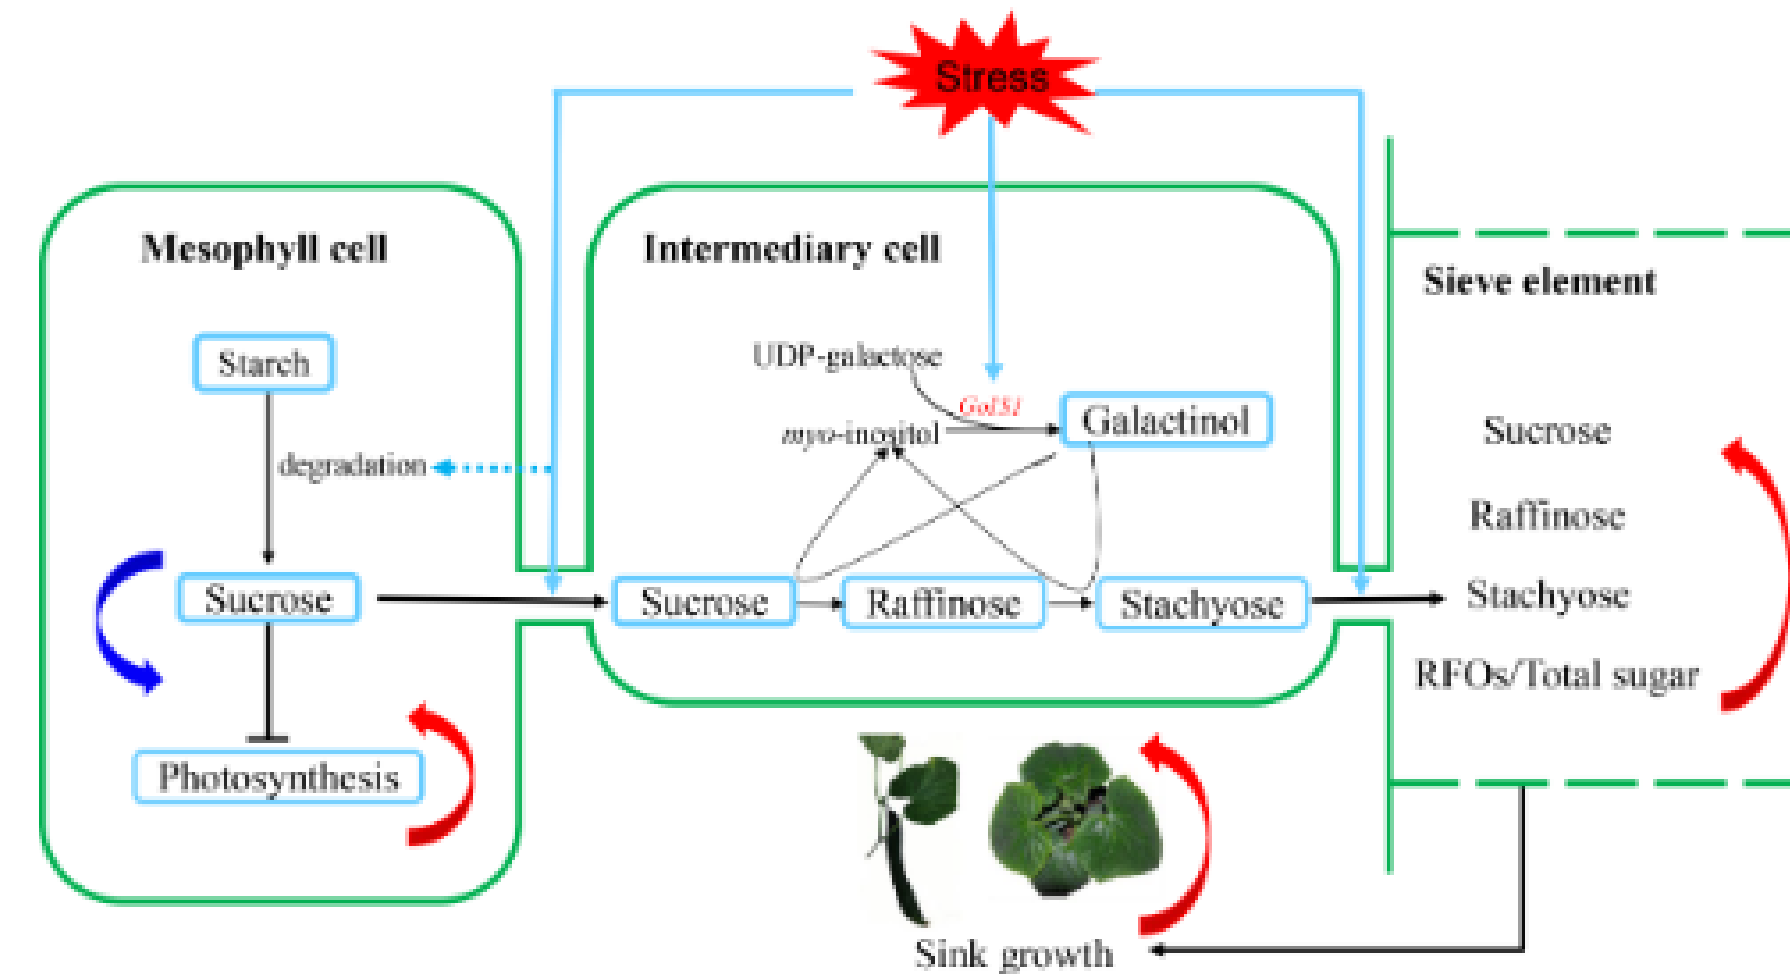 Stress
Mesophyll cell
Intermediary cell
Sieve element
Starch
degradation
Sucrose
Photosynthesis
UDP-galactose
GolS1
myo-inositol
Galactinol
Sucrose
Raffinose
Stachyose
Sucrose
Raffinose
Stachyose
RFOs/Total sugar
Sink growth